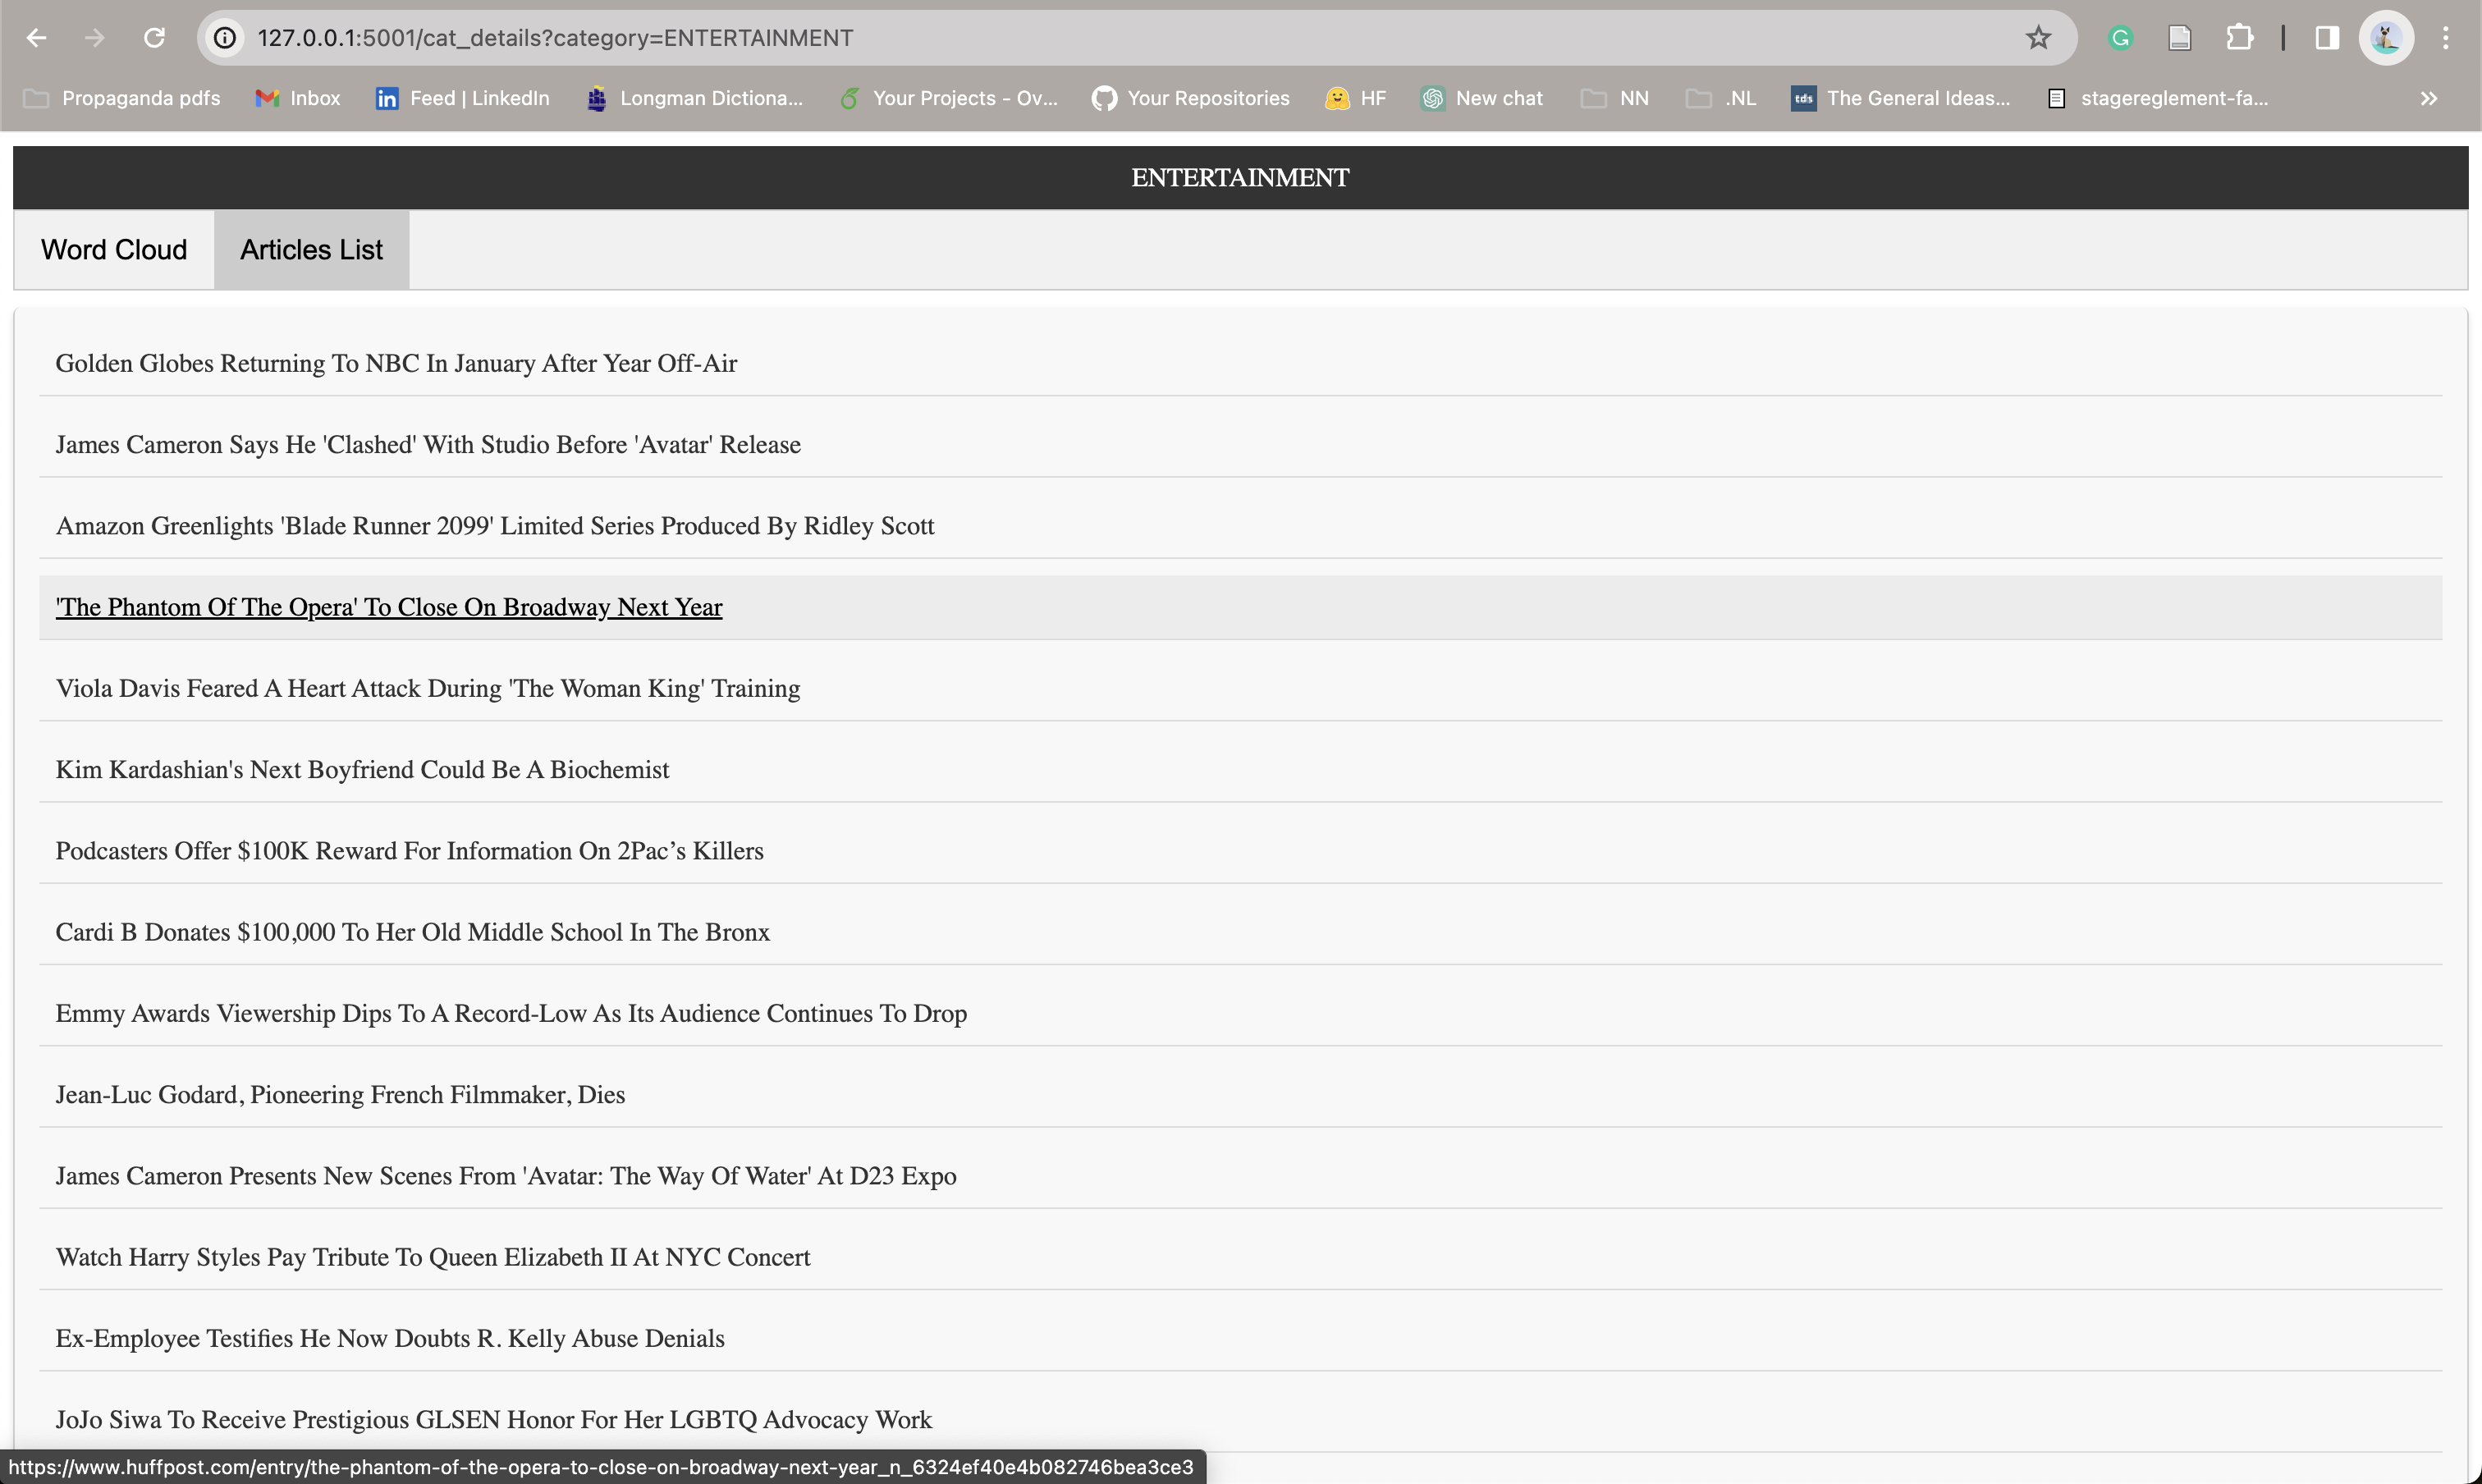 127.0.0.1:5001/cat_details?category=ENTERTAINMENT
Propaganda pdfs Inbox Feed | LinkedIn Longman Dictiona... Your Projects - Ov... Your Repositories HF New chat NN .NL tds The General Ideas... stagereglement-fa...
ENTERTAINMENT
Word Cloud Articles List
Golden Globes Returning To NBC In January After Year Off-Air
James Cameron Says He 'Clashed' With Studio Before 'Avatar' Release
Amazon Greenlights 'Blade Runner 2099' Limited Series Produced By Ridley Scott
'The Phantom Of The Opera' To Close On Broadway Next Year
Viola Davis Feared A Heart Attack During 'The Woman King' Training
Kim Kardashian's Next Boyfriend Could Be A Biochemist
Podcasters Offer $100K Reward For Information On 2Pac’s Killers
Cardi B Donates $100,000 To Her Old Middle School In The Bronx
Emmy Awards Viewership Dips To A Record-Low As Its Audience Continues To Drop
Jean-Luc Godard, Pioneering French Filmmaker, Dies
James Cameron Presents New Scenes From 'Avatar: The Way Of Water' At D23 Expo
Watch Harry Styles Pay Tribute To Queen Elizabeth II At NYC Concert
Ex-Employee Testifies He Now Doubts R. Kelly Abuse Denials
JoJo Siwa To Receive Prestigious GLSEN Honor For Her LGBTQ Advocacy Work
https://www.huffpost.com/entry/the-phantom-of-the-opera-to-close-on-broadway-next-year_n_6324ef40e4b082746bea3ce3